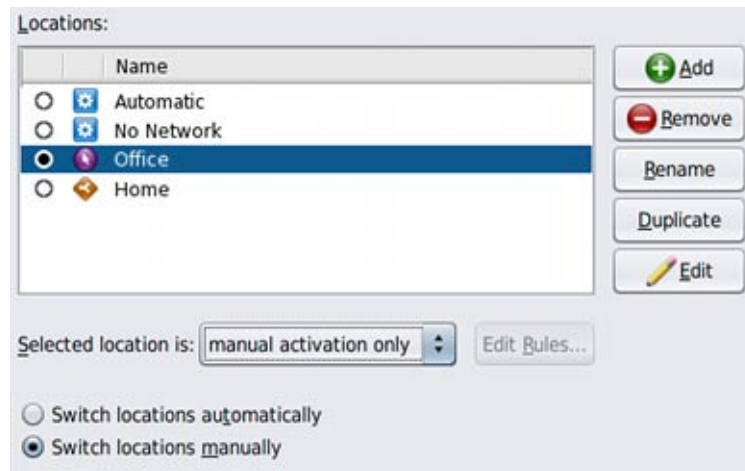 Locations:
Name
Automatic
No Network
Office
Home
Add
Remove
Rename
Duplicate
Edit
Selected location is: manual activation only Edit Rules...
Switch locations automatically
Switch locations manually